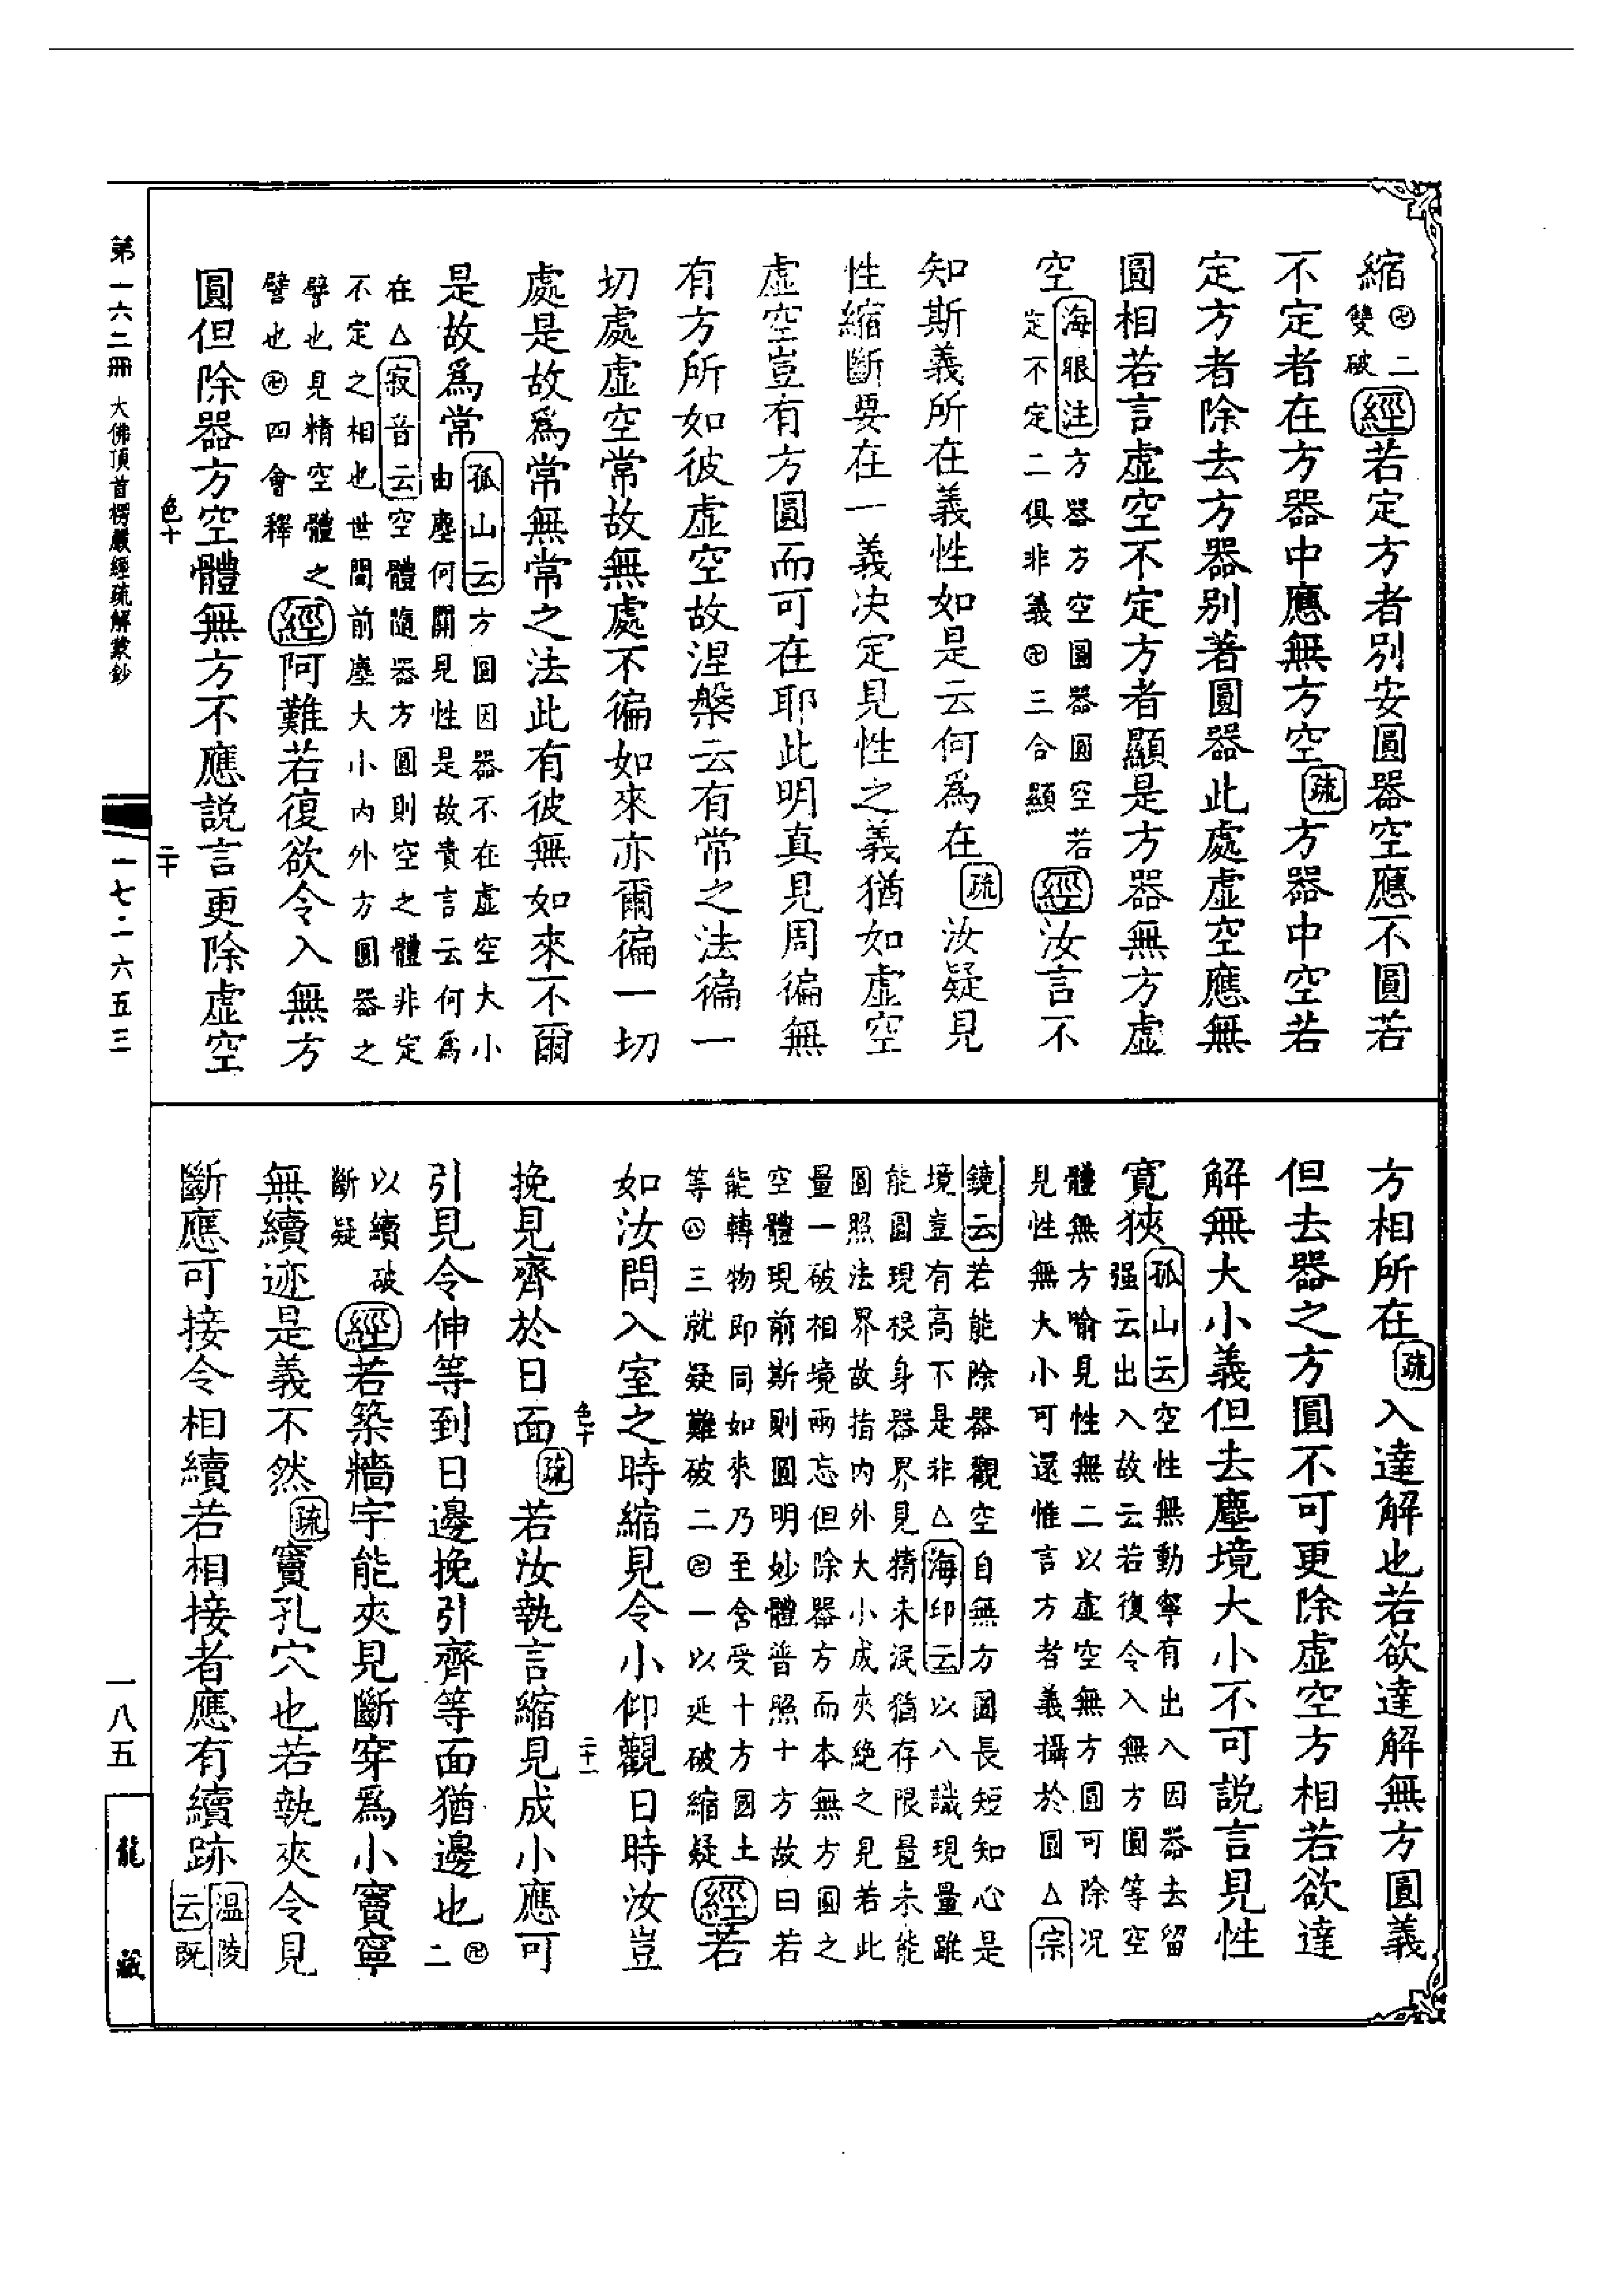 縮㊉二雙破經若定方者別安圓器空應不圓若
不定者在方器中應無方空疏方器中空若
定方者除去方器別著圓器此處虛空應無
圓相若言虛空不定方者顯是方器無方虛
空海眼注方器方空圓器圓空若定不定二俱非義卍三合顯經汝言不
知斯義所在義性如是云何為在疏汝疑見
性縮斷要在一義決定見性之義猶如虛空
虛空豈有方圓而可在耶此明真見周徧無
有方所如彼虛空故涅槃云有常之法徧一
切處虛空常故無處不徧如來亦爾徧一切
處是故為常無常之法此有彼無如來不爾
是故為常孤山云方圓因器不在虛空大小由塵何關見性是故責言云何為
在△寂音云空體隨器方圓則空之體非定不定之相也世間前塵大小內外方圓器之
譬也見精空體之譬也卍四會釋經阿難若復欲令入無方
圓但除器方空體無方不應說言更除虛空
方相所在疏入達解也若欲達解無方圓義
但去器之方圓不可更除虛空方相若欲達
解無大小義但去塵境大小不可說言見性
寬狹孤山云空性無動寧有出入因器去留强云出入故云若復令入無方圓等空
體無方喻見性無二以虛空無方圓可除況見性無大小可還惟言方者義攝於圓△宗
鏡云若能除器觀空自無方圓長短知心是境豈有高下是非△海印云以八識現量雖
能圓現根身器界見猜未泯猶存限量未能圓照法界故指內外大小成夾絕之見若此
量一破相境兩忘但除器方而本無方圓之空體現前斯則圓明妙體普照十方故曰若
能轉物即同如來乃至含受十方國土等㊇三就疑難破二卍一以延破縮疑經若
如汝問入室之時縮見令小仰觀日時汝豈
挽見齊於日面疏若汝執言縮見成小應可
引見令伸等到日邊挽引齊等面猶邊也卍二
以續破斷疑經若築牆宇能夾見斷穿為小竇寧
無續迹是義不然疏竇孔穴也若執夾令見
斷應可接令相續若相接者應有續跡溫陵云既
第一六二冊 大佛頂首楞嚴經疏解蒙鈔
一七二六五三
一八五
龍藏
色十
二十
色十
二十一